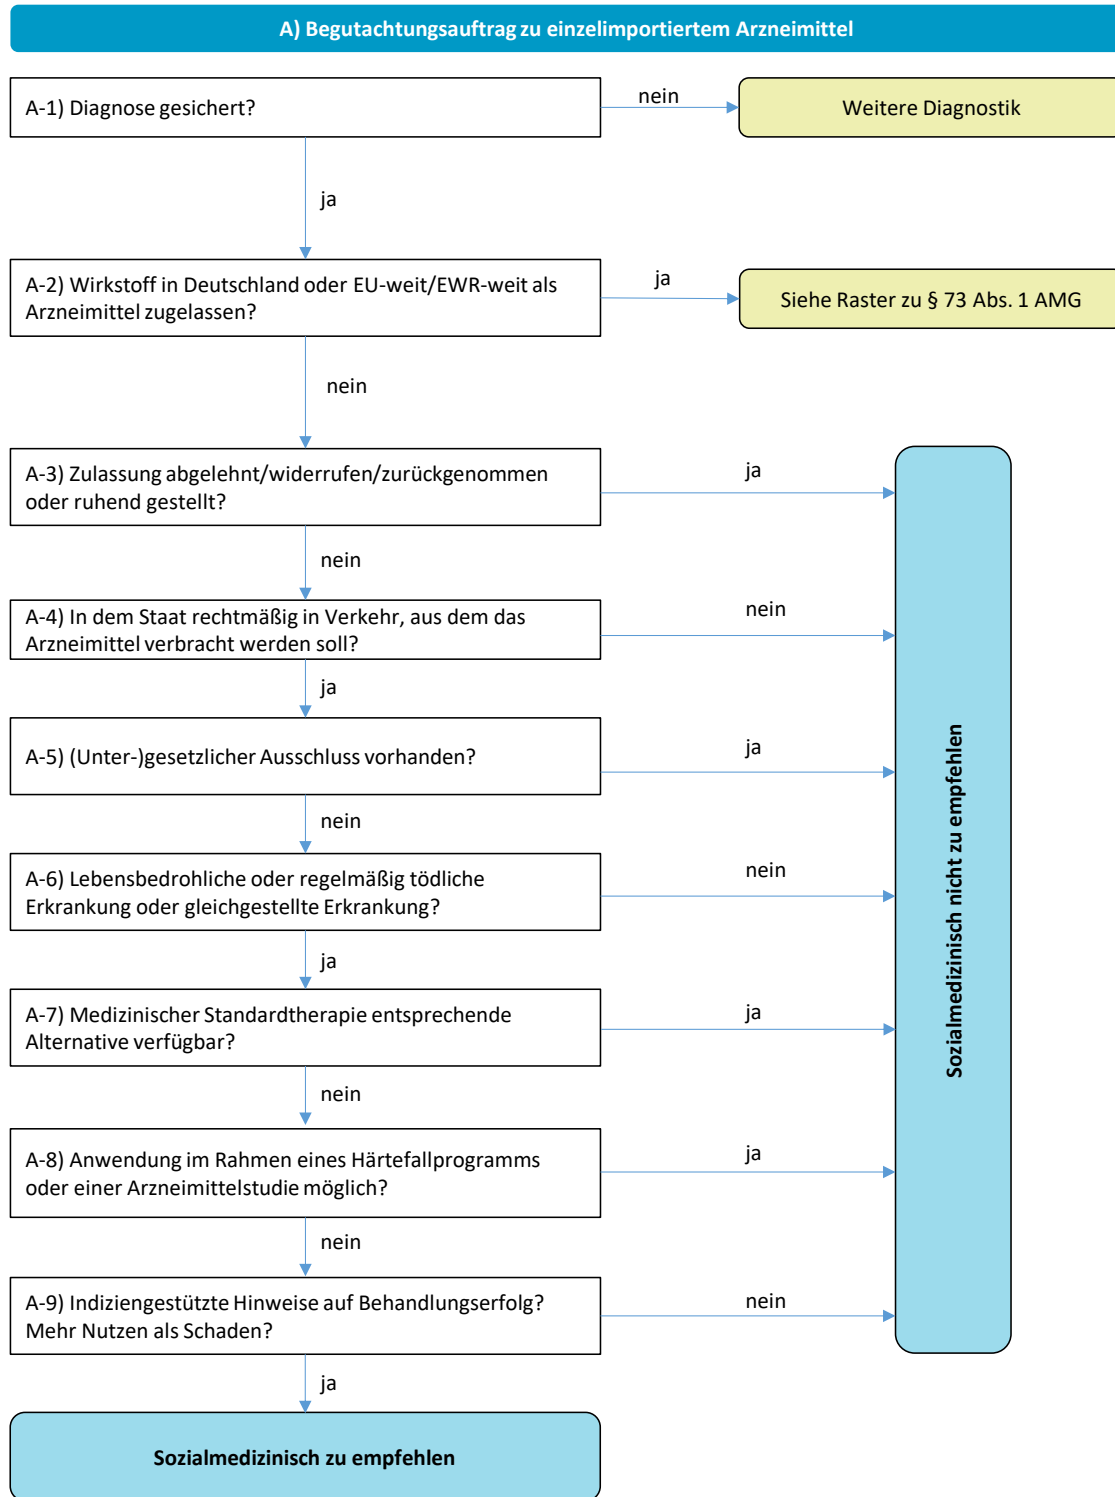 A) Begutachtungsauftrag zu einzelimportiertem Arzneimittel
A-1) Diagnose gesichert?
nein
Weitere Diagnostik
ja
A-2) Wirkstoff in Deutschland oder EU-weit/EWR-weit als
Arzneimittel zugelassen?
ja
Siehe Raster zu § 73 Abs. 1 AMG
nein
A-3) Zulassung abgelehnt/widerrufen/zurückgenommen
oder ruhend gestellt?
ja
nein
A-4) In dem Staat rechtmäßig in Verkehr, aus dem das
Arzneimittel verbracht werden soll?
nein
ja
A-5) (Unter-)gesetzlicher Ausschluss vorhanden?
ja
nein
A-6) Lebensbedrohliche oder regelmäßig tödliche
Erkrankung oder gleichgestellte Erkrankung?
nein
ja
A-7) Medizinischer Standardtherapie entsprechende
Alternative verfügbar?
ja
nein
A-8) Anwendung im Rahmen eines Härtefallprogramms
oder einer Arzneimittelstudie möglich?
ja
nein
A-9) Indiziengestützte Hinweise auf Behandlungserfolg?
Mehr Nutzen als Schaden?
nein
ja
Sozialmedizinisch nicht zu empfehlen
Sozialmedizinisch zu empfehlen